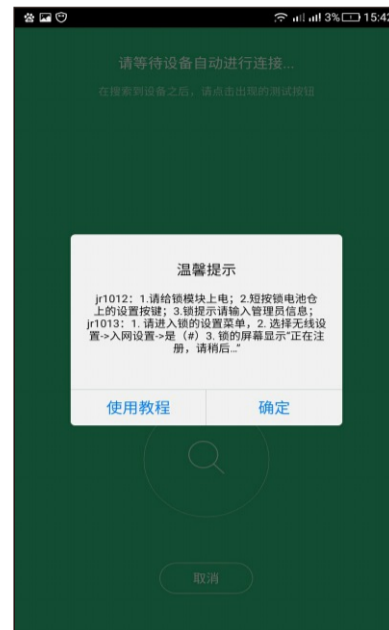 3% 15:42
请等待设备自动进行连接...
在搜索到设备之后，请点击出现的测试按钮
温馨提示
jr1012：1.请给锁模块上电；2.短按锁电池仓
上的设置按键；3.锁提示请输入管理员信息；
jr1013：1. 请进入锁的设置菜单，2. 选择无线设
置->入网设置->是（#）3. 锁的屏幕显示“正在注
册，请稍后...”
使用教程
确定
取消